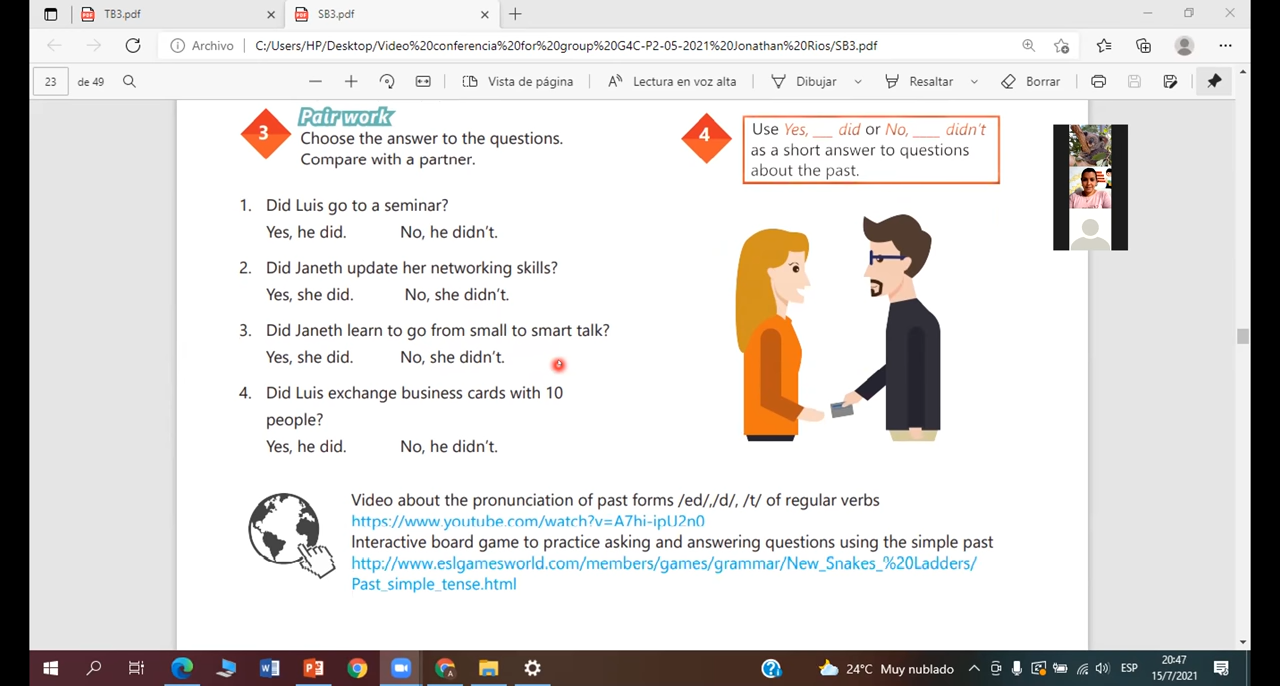 TB3.pdf
SB3.pdf
Archivo
C:/Users/HP/Desktop/Video%20conferencia%20for%20group%20G4C-P2-05-2021%20Jonathan%20Rios/SB3.pdf
23 de 49
Vista de página
Lectura en voz alta
Dibujar
Resaltar
Borrar
3
Pair work
Choose the answer to the questions.
Compare with a partner.
1. Did Luis go to a seminar?
Yes, he did. No, he didn't.
2. Did Janeth update her networking skills?
Yes, she did. No, she didn't.
3. Did Janeth learn to go from small to smart talk?
Yes, she did. No, she didn't.
4. Did Luis exchange business cards with 10
people?
Yes, he did. No, he didn't.
4
Use Yes, __ did or No, ___ didn't
as a short answer to questions
about the past.
Video about the pronunciation of past forms /ed/,/d/, /t/ of regular verbs
https://www.youtube.com/watch?v=A7hi-ipU2n0
Interactive board game to practice asking and answering questions using the simple past
http://www.eslgamesworld.com/members/games/grammar/New_Snakes_%20Ladders/
Past_simple_tense.html
24°C Muy nublado
ESP
20:47
15/7/2021